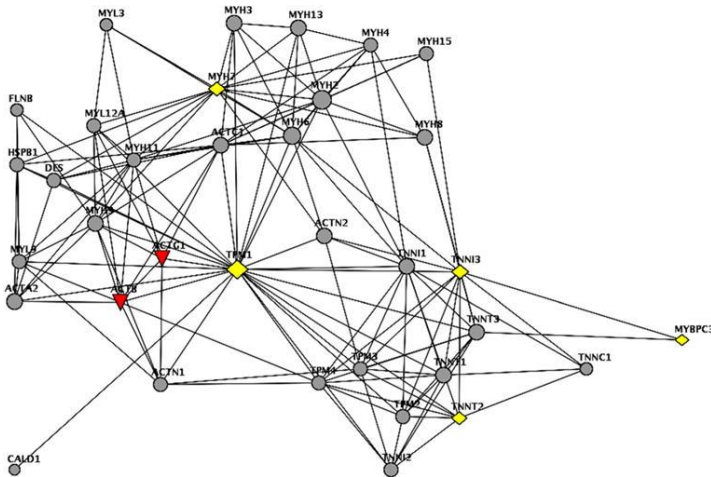 MYH3
MYH13
MYL3
MYH4
MYH15
MYH7
MYH2
FLNB
MYL12A
MYH6
MYH8
ACTC1
HSPB1
MYH11
DES
MYH9
ACTN2
ACTG1
MYL9
TPM1
TNNI1
TNNI3
ACTA2
ACTB
TNNT3
MYBPC3
TPM3
TNNT1
TNNC1
ACTN1
TPM4
TPM2
TNNT2
TNNI2
CALD1